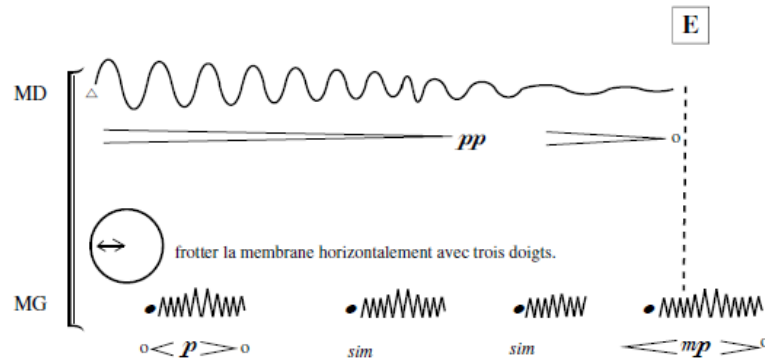 E
MD
pp
o
frotter la membrane horizontalement avec trois doigts.
MG
o p o sim sim mp o